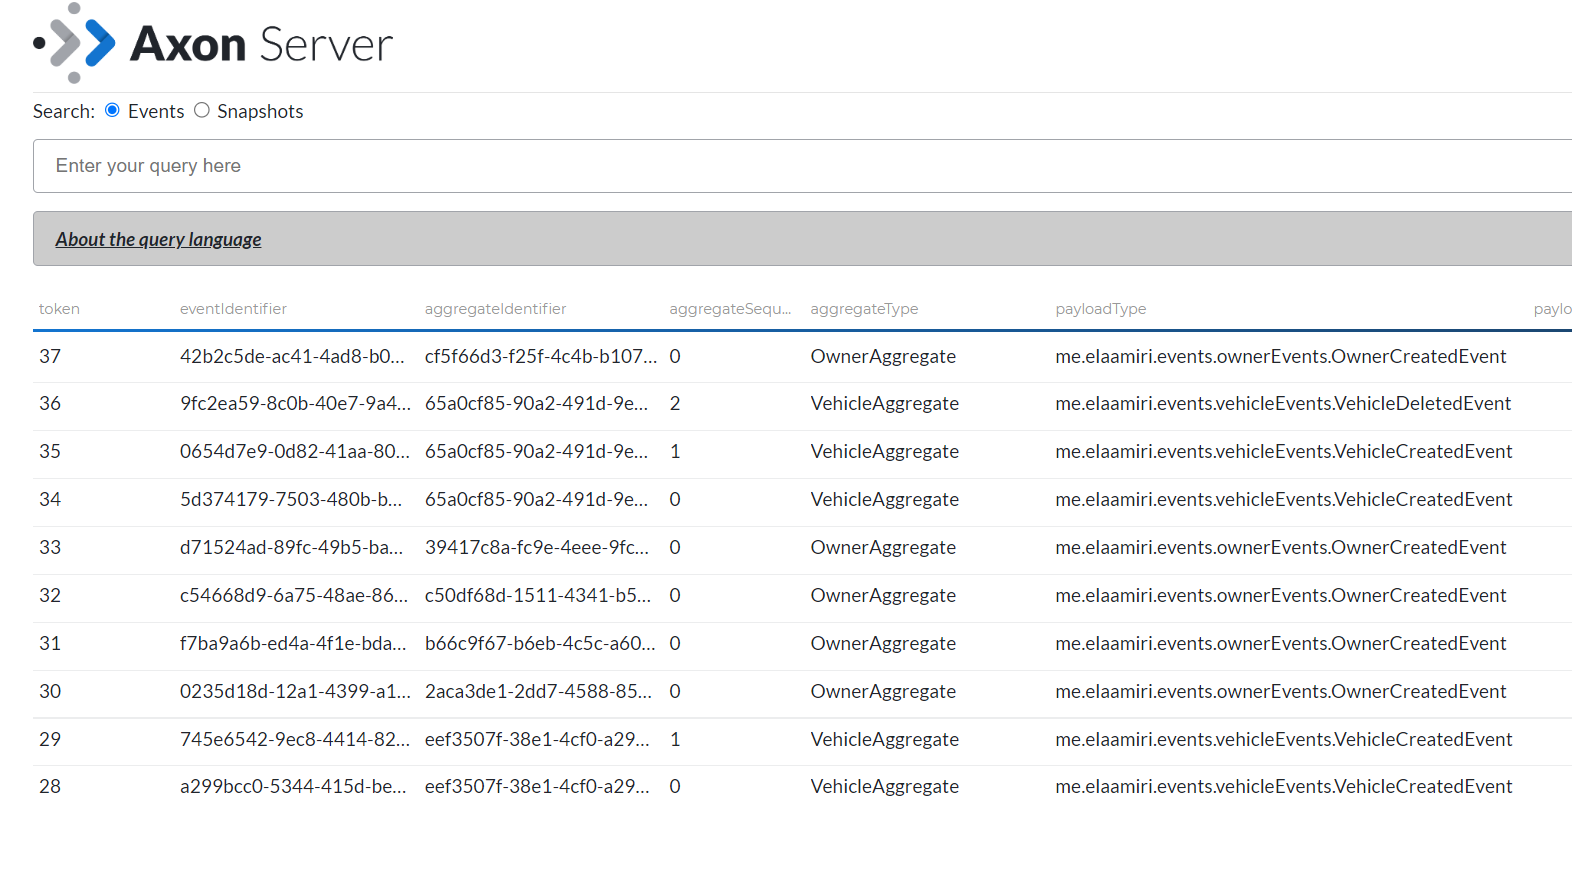 Axon Server
Search: Events Snapshots
Enter your query here
About the query language
token eventIdentifier aggregateIdentifier aggregateSequ... aggregateType payloadType paylo
37 42b2c5de-ac41-4ad8-b0... cf5f66d3-f25f-4c4b-b107... 0 OwnerAggregate me.elaamiri.events.ownerEvents.OwnerCreatedEvent
36 9fc2ea59-8c0b-40e7-9a4... 65a0cf85-90a2-491d-9e... 2 VehicleAggregate me.elaamiri.events.vehicleEvents.VehicleDeletedEvent
35 0654d7e9-0d82-41aa-80... 65a0cf85-90a2-491d-9e... 1 VehicleAggregate me.elaamiri.events.vehicleEvents.VehicleCreatedEvent
34 5d374179-7503-480b-b... 65a0cf85-90a2-491d-9e... 0 VehicleAggregate me.elaamiri.events.vehicleEvents.VehicleCreatedEvent
33 d71524ad-89fc-49b5-ba... 39417c8a-fc9e-4eee-9fc... 0 OwnerAggregate me.elaamiri.events.ownerEvents.OwnerCreatedEvent
32 c54668d9-6a75-48ae-86... c50df68d-1511-4341-b5... 0 OwnerAggregate me.elaamiri.events.ownerEvents.OwnerCreatedEvent
31 f7ba9a6b-ed4a-4f1e-bda... b66c9f67-b6eb-4c5c-a60... 0 OwnerAggregate me.elaamiri.events.ownerEvents.OwnerCreatedEvent
30 0235d18d-12a1-4399-a1... 2aca3de1-2dd7-4588-85... 0 OwnerAggregate me.elaamiri.events.ownerEvents.OwnerCreatedEvent
29 745e6542-9ec8-4414-82... eef3507f-38e1-4cf0-a29... 1 VehicleAggregate me.elaamiri.events.vehicleEvents.VehicleCreatedEvent
28 a299bcc0-5344-415d-be... eef3507f-38e1-4cf0-a29... 0 VehicleAggregate me.elaamiri.events.vehicleEvents.VehicleCreatedEvent